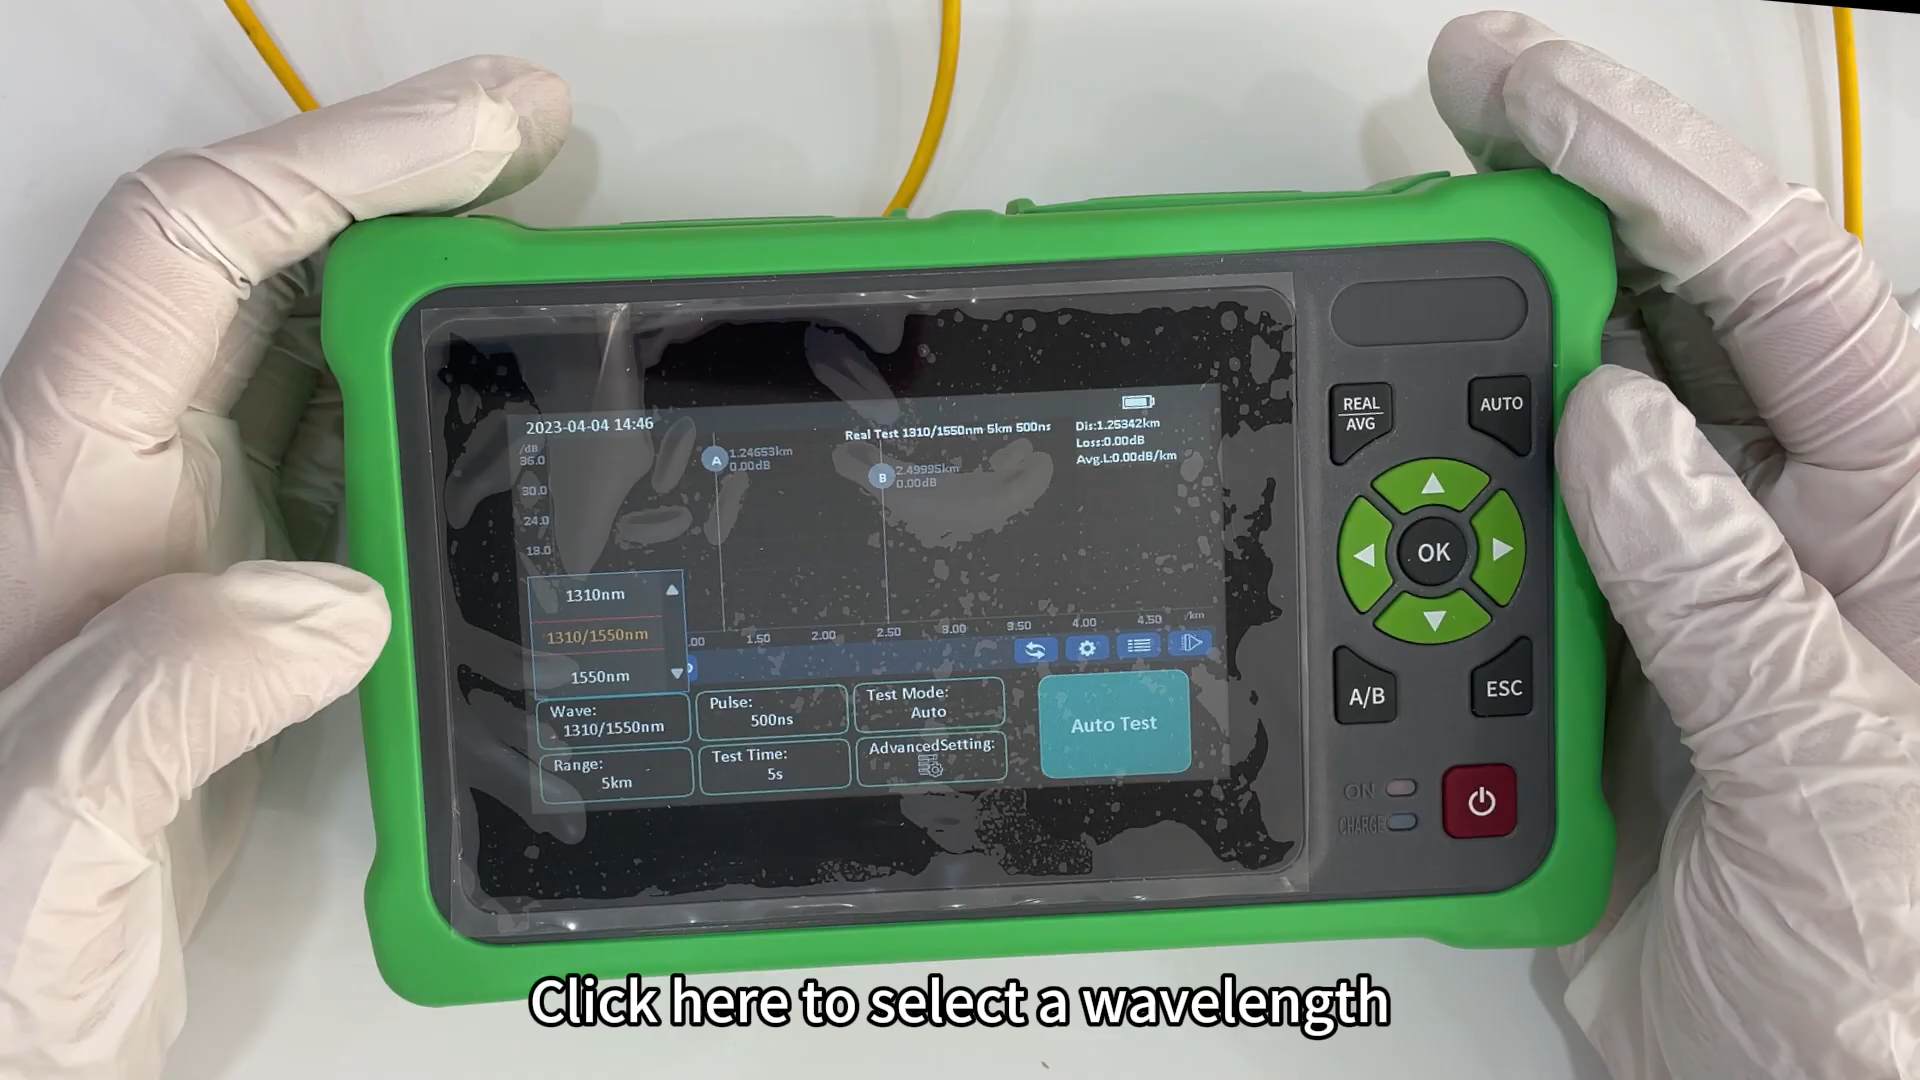 2023-04-04 14:46
Real Test 1310/1550nm 5km 500ns
Dis:1.25342km
Loss:0.00dB
Avg.L:0.00dB/km
/dB
36.0
30.0
24.0
18.0
A
1.24653km
0.00dB
B
2.49995km
0.00dB
1310nm
1310/1550nm
1550nm
.00
1.50
2.00
2.50
3.00
3.50
4.00
4.50
/km
Wave:
1310/1550nm
Pulse:
500ns
Test Mode:
Auto
Range:
5km
Test Time:
5s
AdvancedSetting:
Auto Test
REAL
AVG
AUTO
OK
A/B
ESC
ON
CHARGE
Click here to select a wavelength